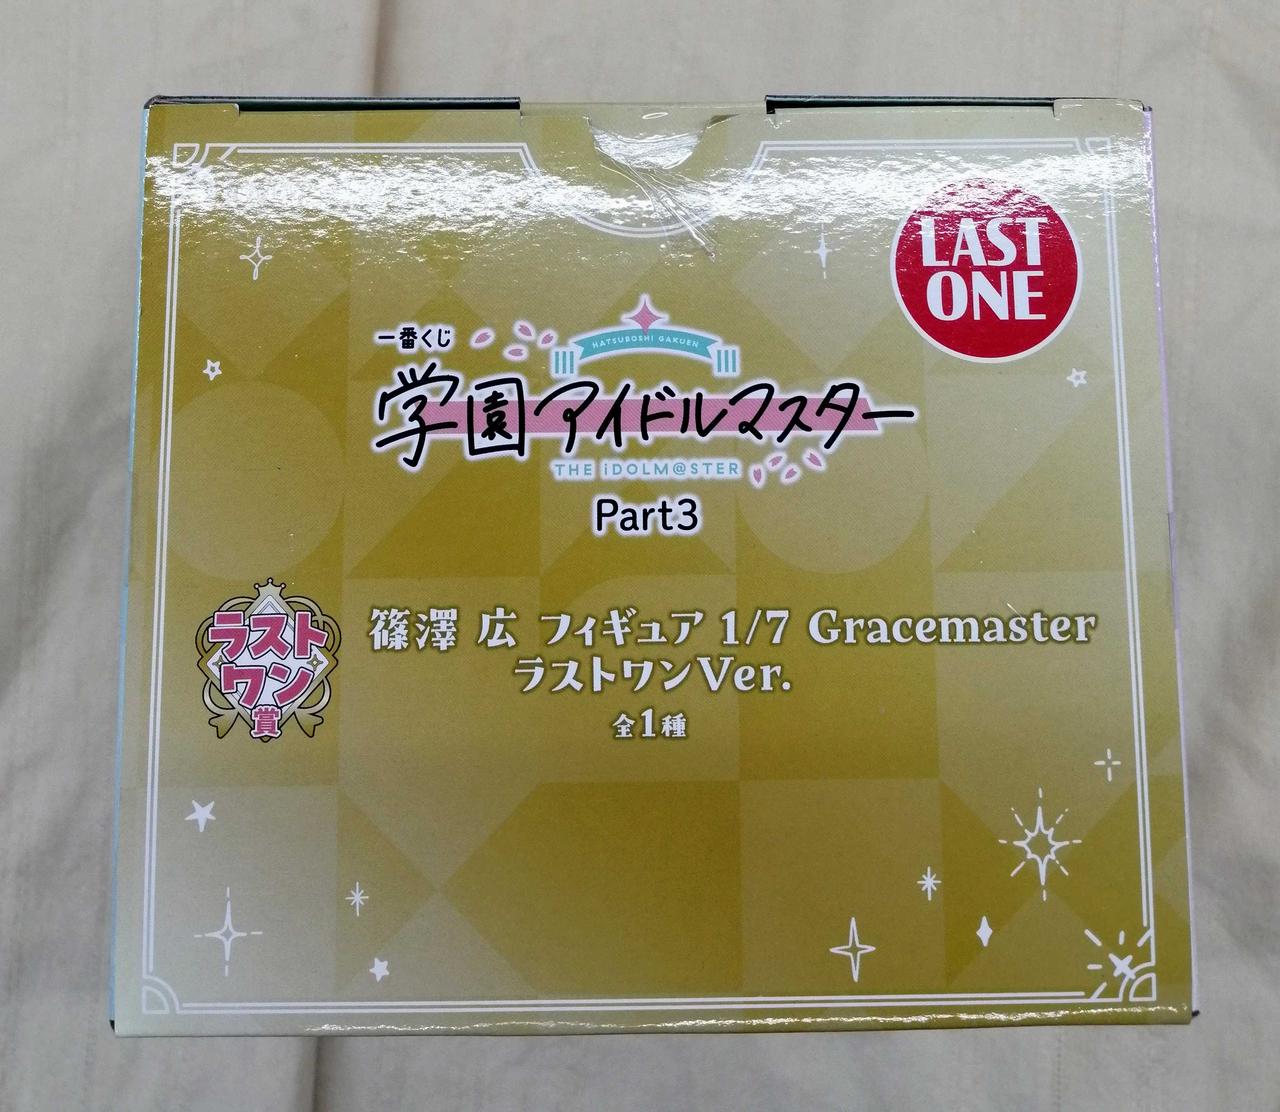 LAST
ONE
一番くじ
HATSUBOSHI GAKUEN
学園アイドルマスター
THE iDOLM@STER
Part3
ラスト
ワン
賞
篠澤 広 フィギュア 1/7 Gracemaster
ラストワンVer.
全1種